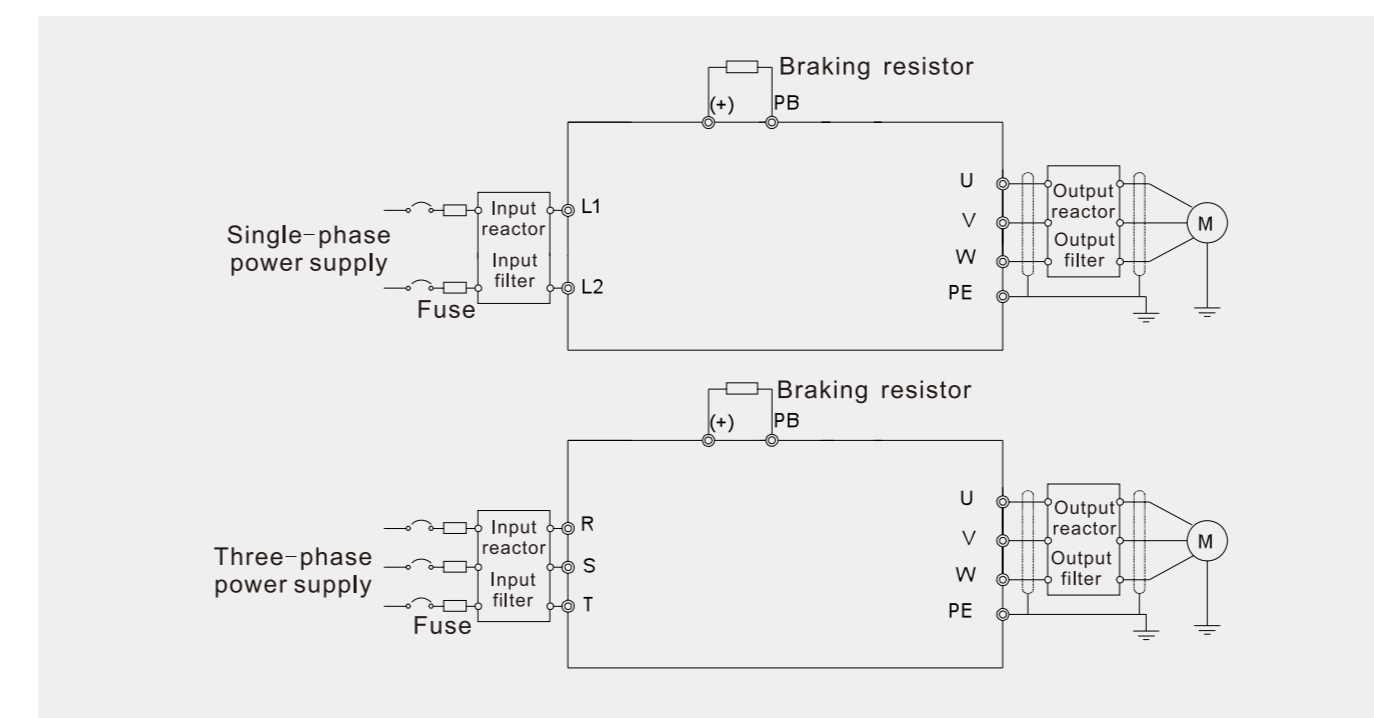 Braking resistor
(+) PB
Single-phase
power supply
Fuse
Input
reactor
Input
filter
L1
L2
U
V
W
PE
Output
reactor
Output
filter
M
Braking resistor
(+) PB
Three-phase
power supply
Fuse
Input
reactor
Input
filter
R
S
T
U
V
W
PE
Output
reactor
Output
filter
M